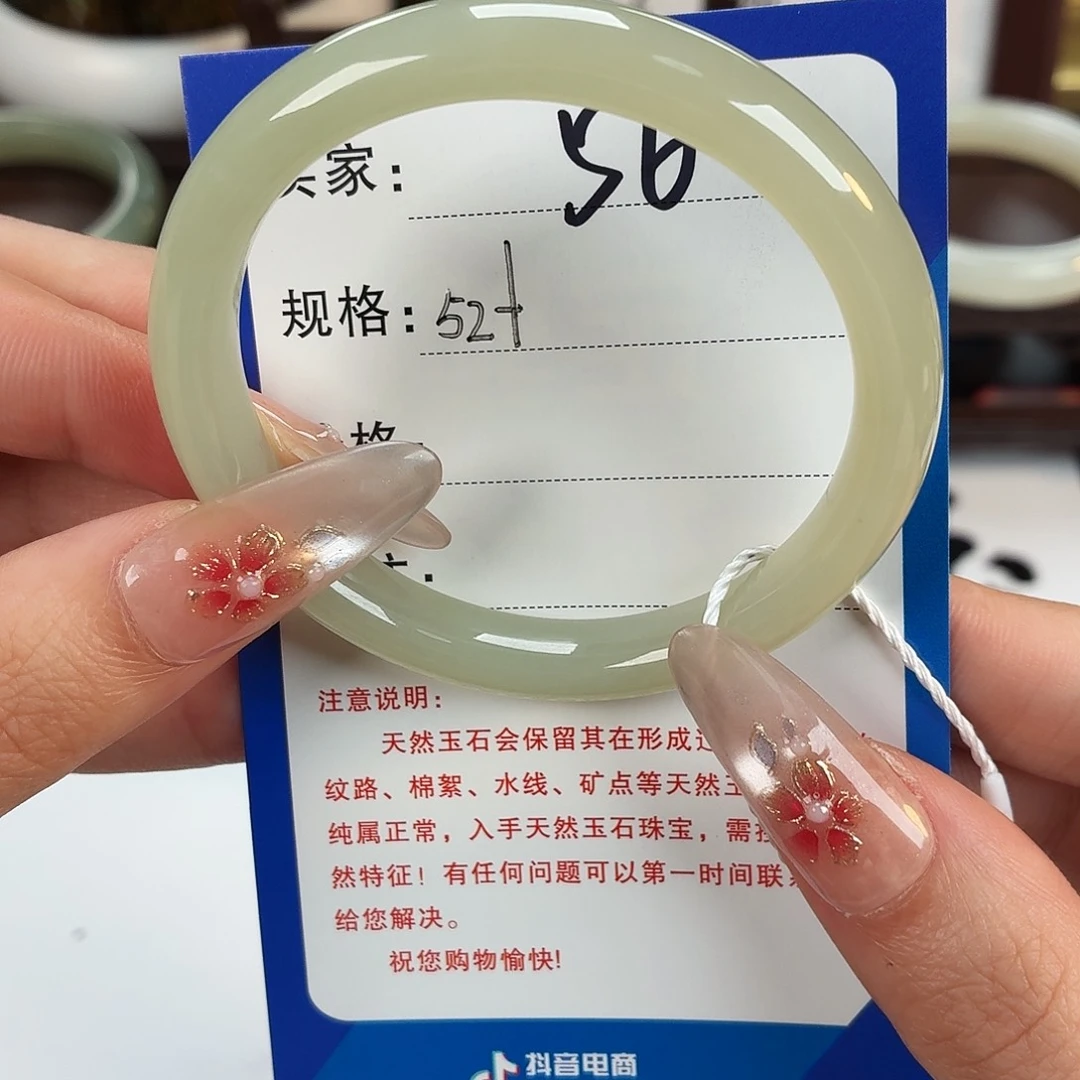 卖家: 56
规格: 52+
格:
注意说明:
天然玉石会保留其在形成过
纹路、棉絮、水线、矿点等天然
纯属正常，入手天然玉石珠宝，需
然特征！有任何问题可以第一时间联系
给您解决。
祝您购物愉快!
抖音电商